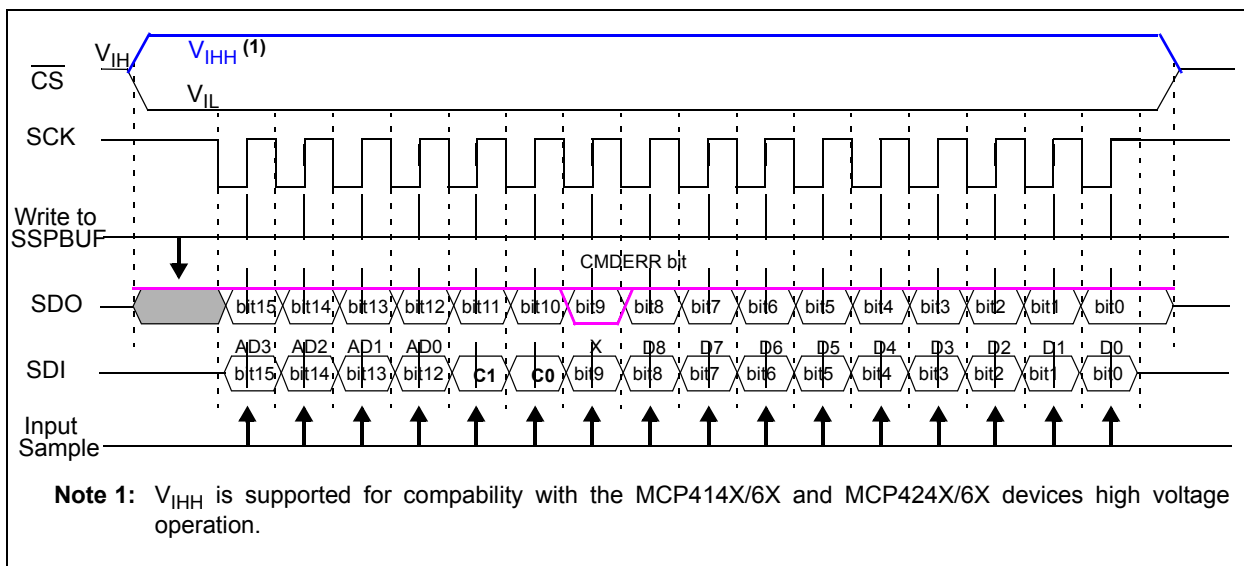 VIH
VIHH (1)
CS
VIL
SCK
Write to
SSPBUF
CMDERR bit
SDO
bit15 bit14 bit13 bit12 bit11 bit10 bit9 bit8 bit7 bit6 bit5 bit4 bit3 bit2 bit1 bit0
AD3 AD2 AD1 AD0 X D8 D7 D6 D5 D4 D3 D2 D1 D0
SDI
bit15 bit14 bit13 bit12 C1 C0 bit9 bit8 bit7 bit6 bit5 bit4 bit3 bit2 bit1 bit0
Input
Sample
Note 1: VIHH is supported for compability with the MCP414X/6X and MCP424X/6X devices high voltage
operation.